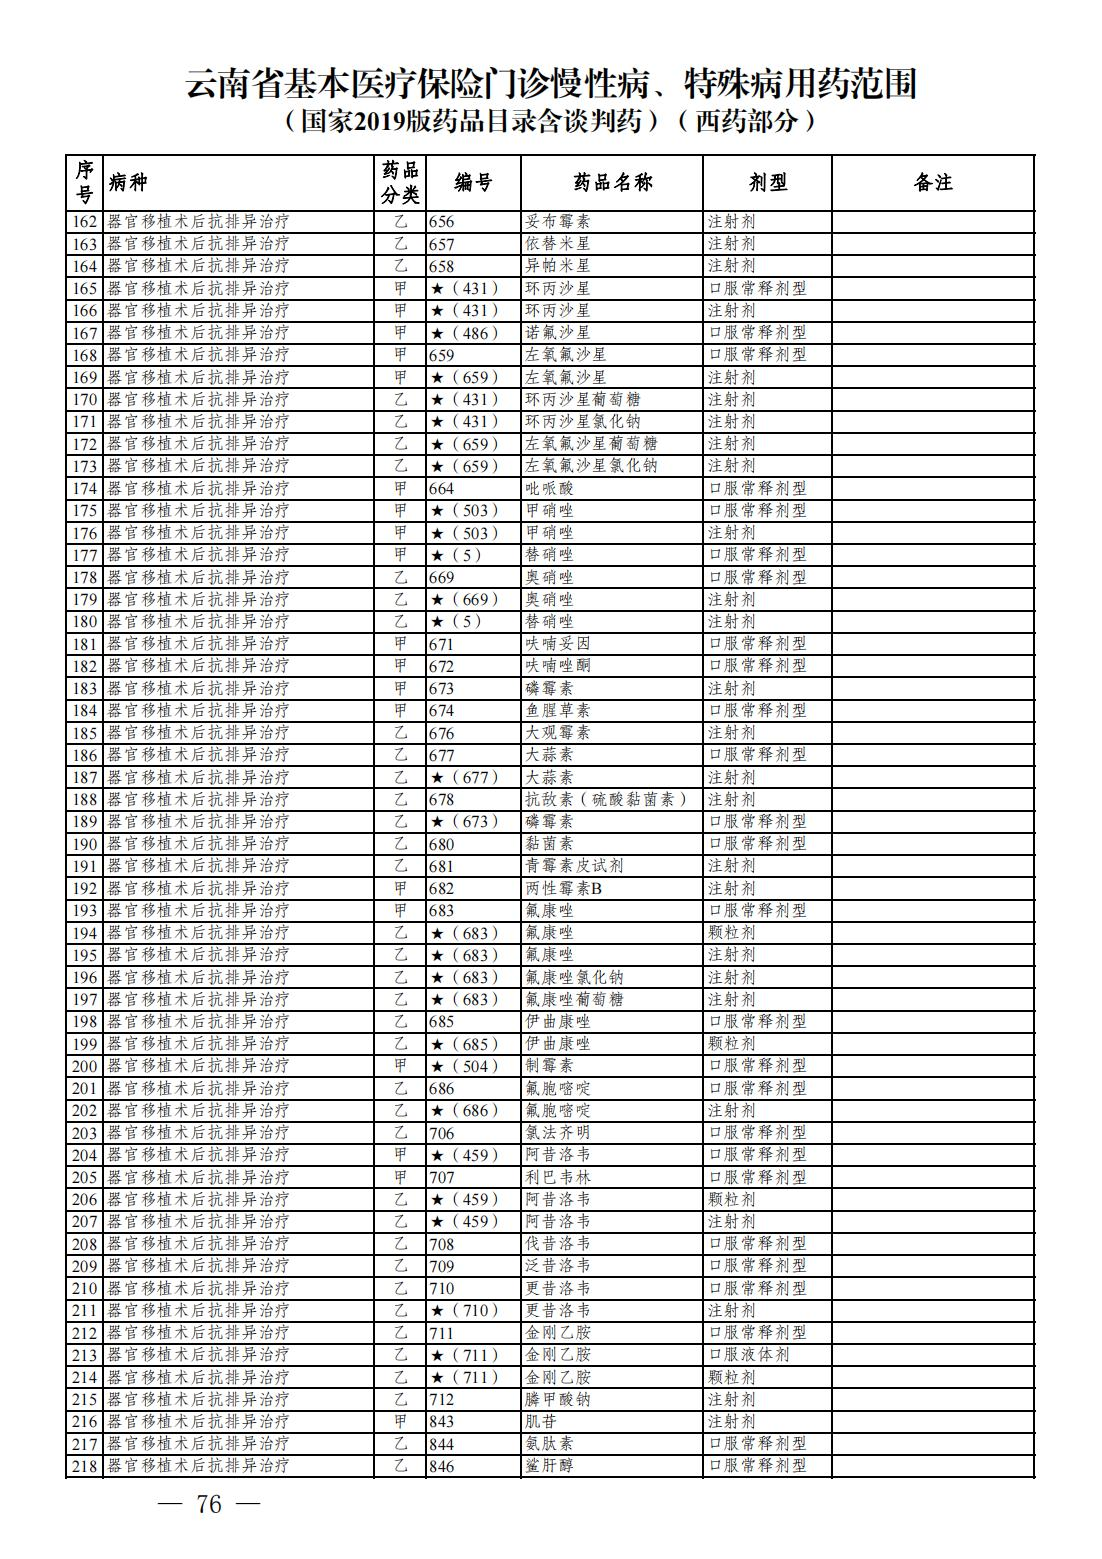 云南省基本医疗保险门诊慢性病、特殊病用药范围
（国家2019版药品目录含谈判药）（西药部分）
序号 病种 药品分类 编号 药品名称 剂型 备注
162 器官移植术后抗排异治疗 乙 656 妥布霉素 注射剂
163 器官移植术后抗排异治疗 乙 657 依替米星 注射剂
164 器官移植术后抗排异治疗 乙 658 异帕米星 注射剂
165 器官移植术后抗排异治疗 甲 ★（431） 环丙沙星 口服常释剂型
166 器官移植术后抗排异治疗 甲 ★（431） 环丙沙星 注射剂
167 器官移植术后抗排异治疗 甲 ★（486） 诺氟沙星 口服常释剂型
168 器官移植术后抗排异治疗 甲 659 左氧氟沙星 口服常释剂型
169 器官移植术后抗排异治疗 甲 ★（659） 左氧氟沙星 注射剂
170 器官移植术后抗排异治疗 乙 ★（431） 环丙沙星葡萄糖 注射剂
171 器官移植术后抗排异治疗 乙 ★（431） 环丙沙星氯化钠 注射剂
172 器官移植术后抗排异治疗 乙 ★（659） 左氧氟沙星葡萄糖 注射剂
173 器官移植术后抗排异治疗 乙 ★（659） 左氧氟沙星氯化钠 注射剂
174 器官移植术后抗排异治疗 甲 664 吡哌酸 口服常释剂型
175 器官移植术后抗排异治疗 甲 ★（503） 甲硝唑 口服常释剂型
176 器官移植术后抗排异治疗 甲 ★（503） 甲硝唑 注射剂
177 器官移植术后抗排异治疗 甲 ★（5） 替硝唑 口服常释剂型
178 器官移植术后抗排异治疗 乙 669 奥硝唑 口服常释剂型
179 器官移植术后抗排异治疗 乙 ★（669） 奥硝唑 注射剂
180 器官移植术后抗排异治疗 乙 ★（5） 替硝唑 注射剂
181 器官移植术后抗排异治疗 甲 671 呋喃妥因 口服常释剂型
182 器官移植术后抗排异治疗 甲 672 呋喃唑酮 口服常释剂型
183 器官移植术后抗排异治疗 甲 673 磷霉素 注射剂
184 器官移植术后抗排异治疗 甲 674 鱼腥草素 口服常释剂型
185 器官移植术后抗排异治疗 乙 676 大观霉素 注射剂
186 器官移植术后抗排异治疗 乙 677 大蒜素 口服常释剂型
187 器官移植术后抗排异治疗 乙 ★（677） 大蒜素 注射剂
188 器官移植术后抗排异治疗 乙 678 抗敌素（硫酸黏菌素） 注射剂
189 器官移植术后抗排异治疗 乙 ★（673） 磷霉素 口服常释剂型
190 器官移植术后抗排异治疗 乙 680 黏菌素 口服常释剂型
191 器官移植术后抗排异治疗 乙 681 青霉素皮试剂 注射剂
192 器官移植术后抗排异治疗 甲 682 两性霉素B 注射剂
193 器官移植术后抗排异治疗 甲 683 氟康唑 口服常释剂型
194 器官移植术后抗排异治疗 乙 ★（683） 氟康唑 颗粒剂
195 器官移植术后抗排异治疗 乙 ★（683） 氟康唑 注射剂
196 器官移植术后抗排异治疗 乙 ★（683） 氟康唑氯化钠 注射剂
197 器官移植术后抗排异治疗 乙 ★（683） 氟康唑葡萄糖 注射剂
198 器官移植术后抗排异治疗 乙 685 伊曲康唑 口服常释剂型
199 器官移植术后抗排异治疗 乙 ★（685） 伊曲康唑 颗粒剂
200 器官移植术后抗排异治疗 甲 ★（504） 制霉素 口服常释剂型
201 器官移植术后抗排异治疗 乙 686 氟胞嘧啶 口服常释剂型
202 器官移植术后抗排异治疗 乙 ★（686） 氟胞嘧啶 注射剂
203 器官移植术后抗排异治疗 乙 706 氯法齐明 口服常释剂型
204 器官移植术后抗排异治疗 甲 ★（459） 阿昔洛韦 口服常释剂型
205 器官移植术后抗排异治疗 甲 707 利巴韦林 口服常释剂型
206 器官移植术后抗排异治疗 乙 ★（459） 阿昔洛韦 颗粒剂
207 器官移植术后抗排异治疗 乙 ★（459） 阿昔洛韦 注射剂
208 器官移植术后抗排异治疗 乙 708 伐昔洛韦 口服常释剂型
209 器官移植术后抗排异治疗 乙 709 泛昔洛韦 口服常释剂型
210 器官移植术后抗排异治疗 乙 710 更昔洛韦 口服常释剂型
211 器官移植术后抗排异治疗 乙 ★（710） 更昔洛韦 注射剂
212 器官移植术后抗排异治疗 乙 711 金刚乙胺 口服常释剂型
213 器官移植术后抗排异治疗 乙 ★（711） 金刚乙胺 口服液体剂
214 器官移植术后抗排异治疗 乙 ★（711） 金刚乙胺 颗粒剂
215 器官移植术后抗排异治疗 乙 712 膦甲酸钠 注射剂
216 器官移植术后抗排异治疗 甲 843 肌苷 注射剂
217 器官移植术后抗排异治疗 乙 844 氨肽素 口服常释剂型
218 器官移植术后抗排异治疗 乙 846 鲨肝醇 口服常释剂型
— 76 —